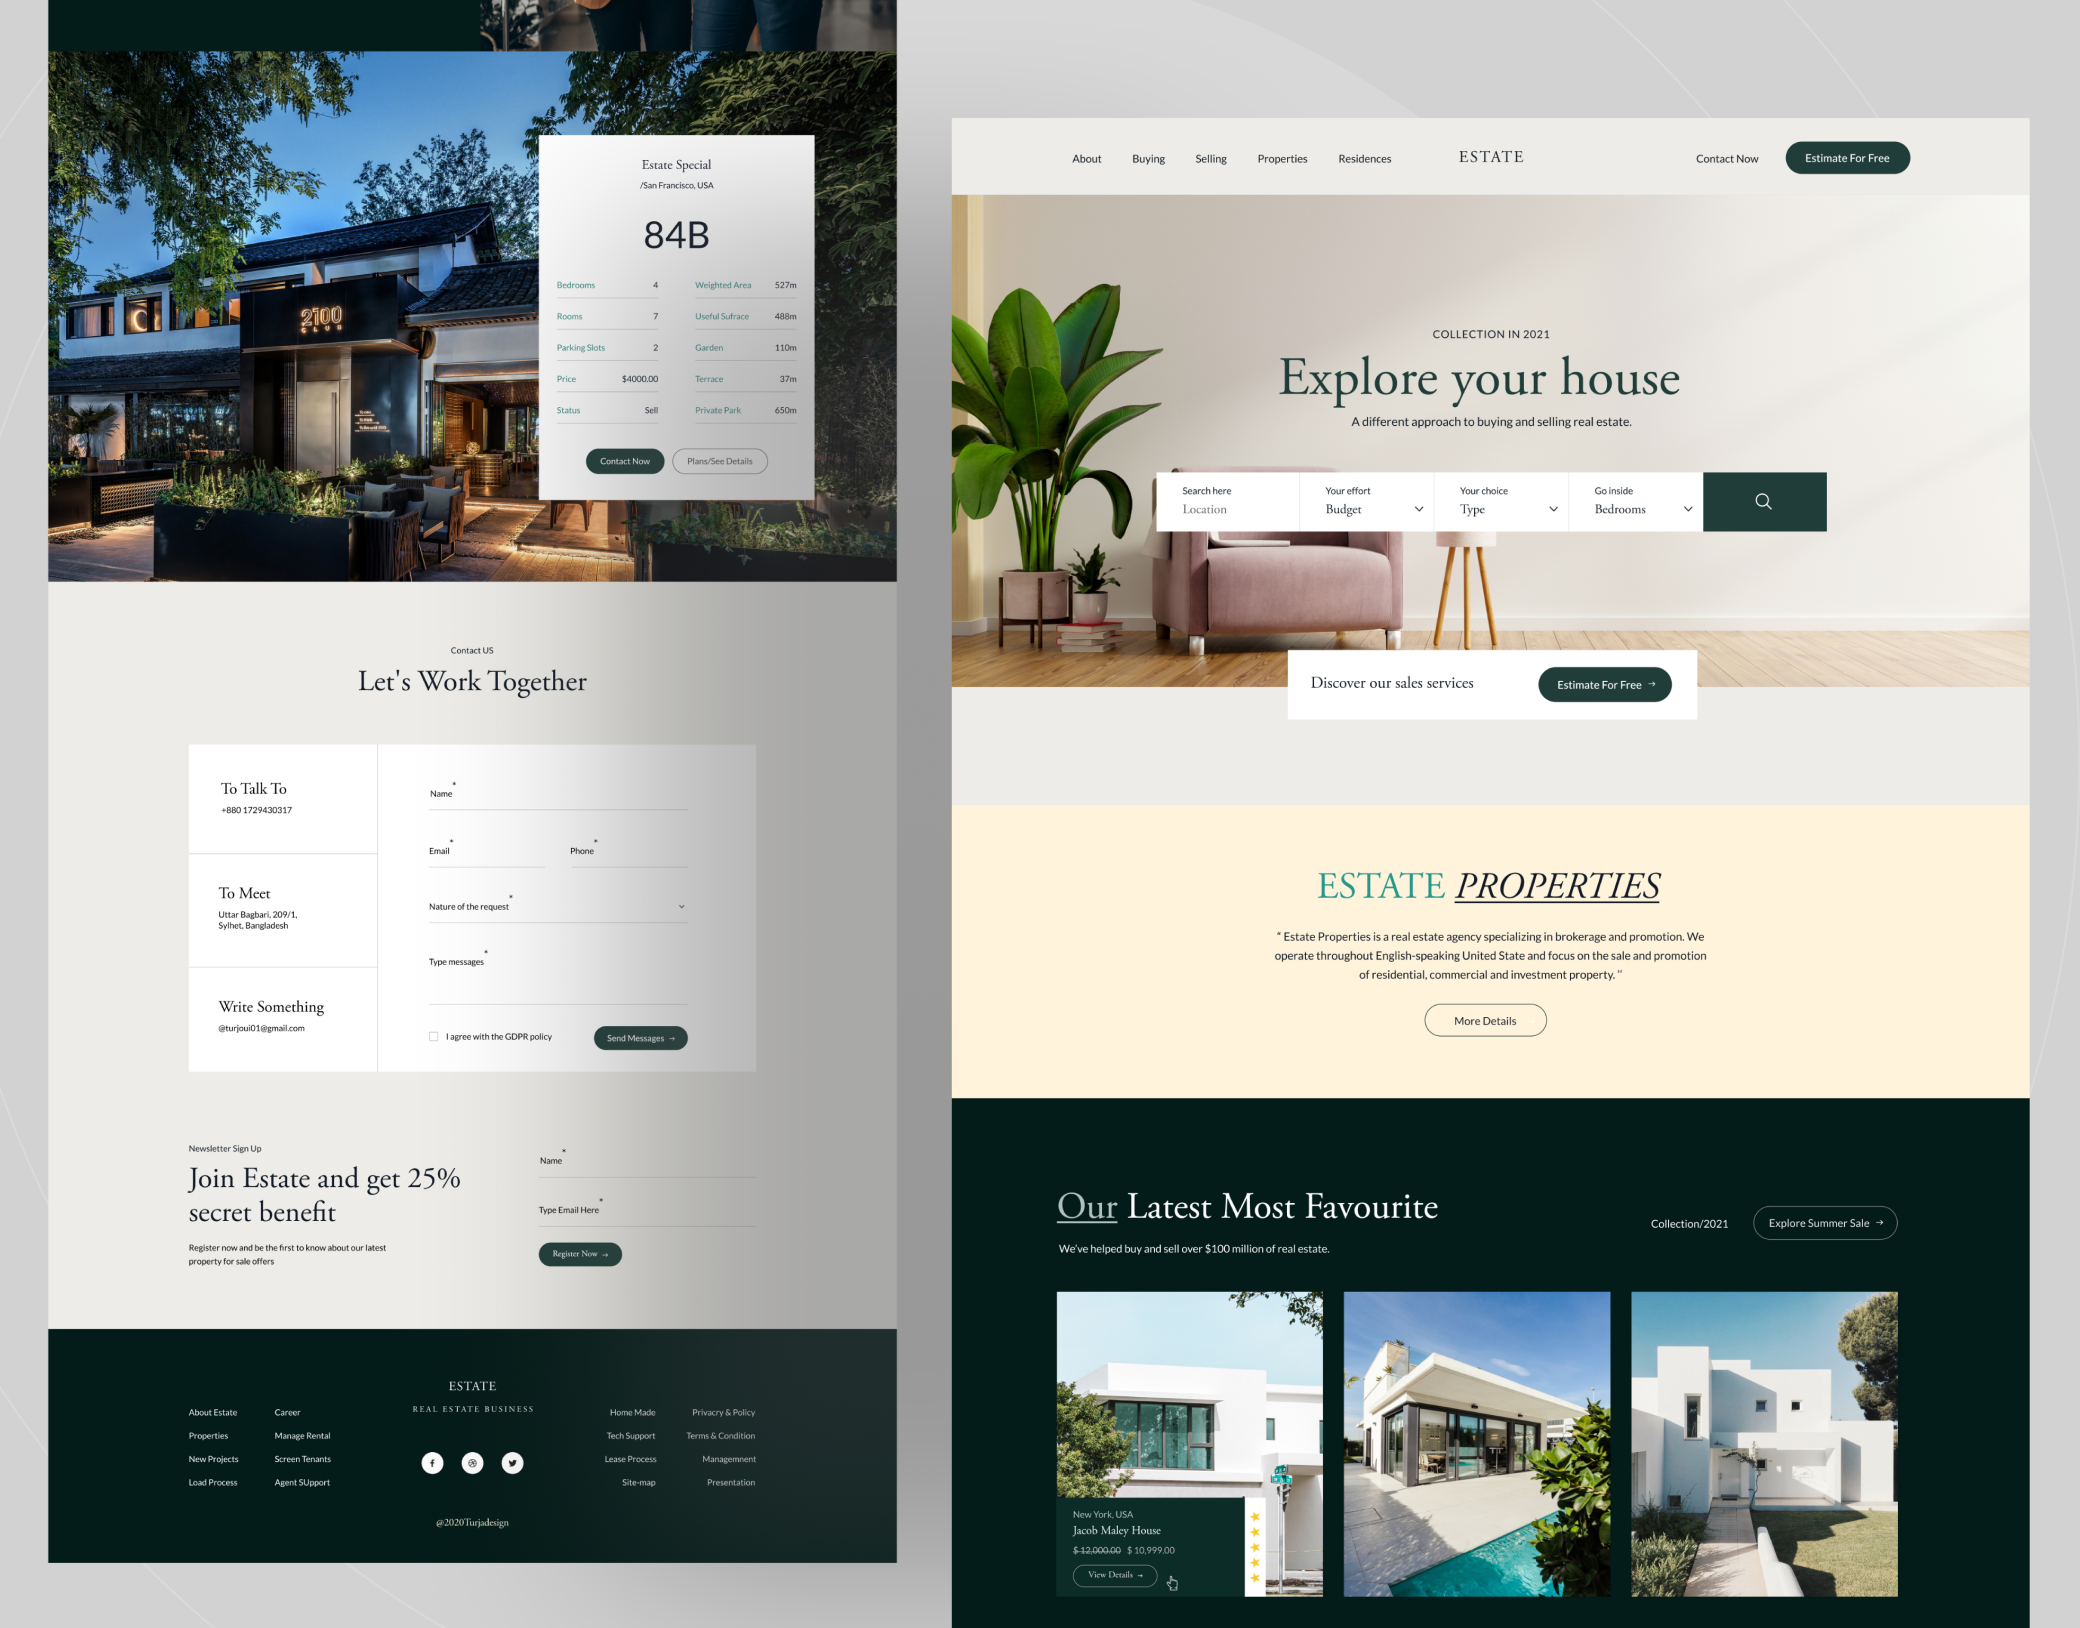 2100
CLUB
Estate Special
/San Francisco, USA
84B
Bedrooms 4
Weighted Area 527m
Rooms 7
Useful Sufrace 488m
Parking Slots 2
Garden 110m
Price $4000.00
Terrace 37m
Status Sell
Private Park 650m
Contact Now
Plans/See Details
Contact US
Let's Work Together
To Talk To
+880 1729430317
To Meet
Uttar Bagbari, 209/1,
Sylhet, Bangladesh
Write Something
@turjoui01@gmail.com
Name*
Email*
Phone*
Nature of the request*
Type messages*
I agree with the GDPR policy
Send Messages →
Newsletter Sign Up
Join Estate and get 25%
secret benefit
Register now and be the first to know about our latest
property for sale offers
Name*
Type Email Here*
Register Now →
About Estate
Properties
New Projects
Load Process
Career
Manage Rental
Screen Tenants
Agent SUpport
ESTATE
REAL ESTATE BUSINESS
@2020Turjadesign
Home Made
Tech Support
Lease Process
Site-map
Privacry & Policy
Terms & Condition
Managemnent
Presentation
About
Buying
Selling
Properties
Residences
ESTATE
Contact Now
Estimate For Free
COLLECTION IN 2021
Explore your house
A different approach to buying and selling real estate.
Search here
Location
Your effort
Budget
Your choice
Type
Go inside
Bedrooms
Discover our sales services
Estimate For Free →
ESTATE PROPERTIES
“ Estate Properties is a real estate agency specializing in brokerage and promotion. We
operate throughout English-speaking United State and focus on the sale and promotion
of residential, commercial and investment property. ”
More Details
Our Latest Most Favourite
We've helped buy and sell over $100 million of real estate.
Collection/2021
Explore Summer Sale →
New York, USA
Jacob Maley House
$ 12,000.00 $ 10,999.00
View Details →